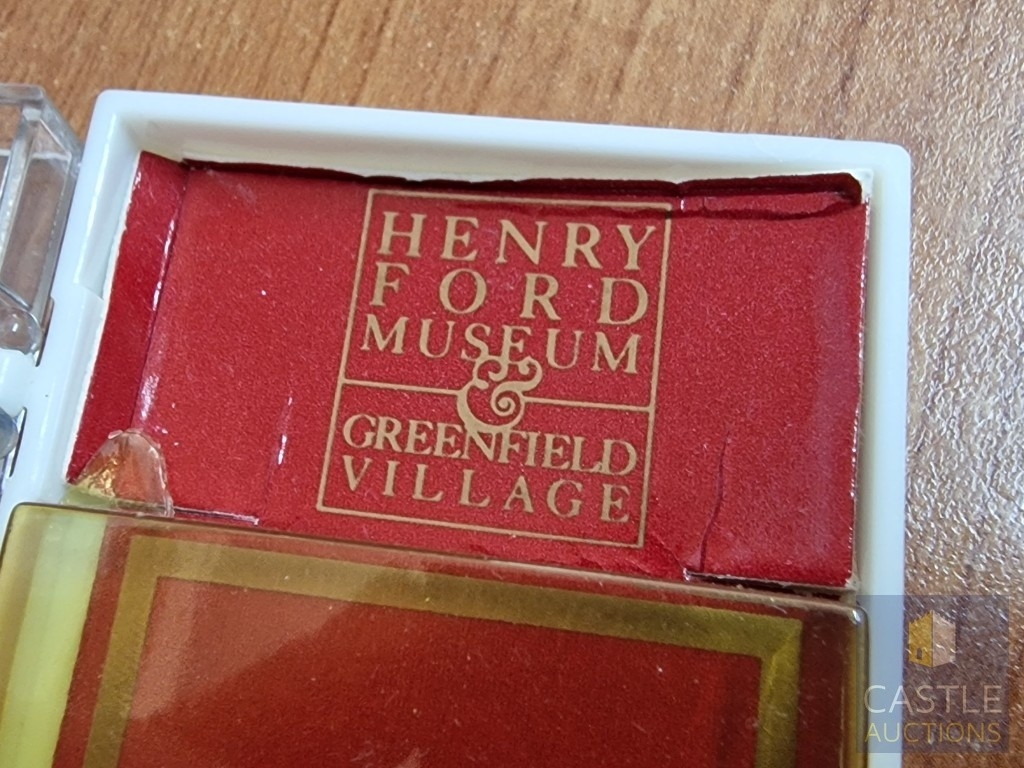 HENRY
FORD
MUSEUM
&
GREENFIELD
VILLAGE
CASTLE
AUCTIONS